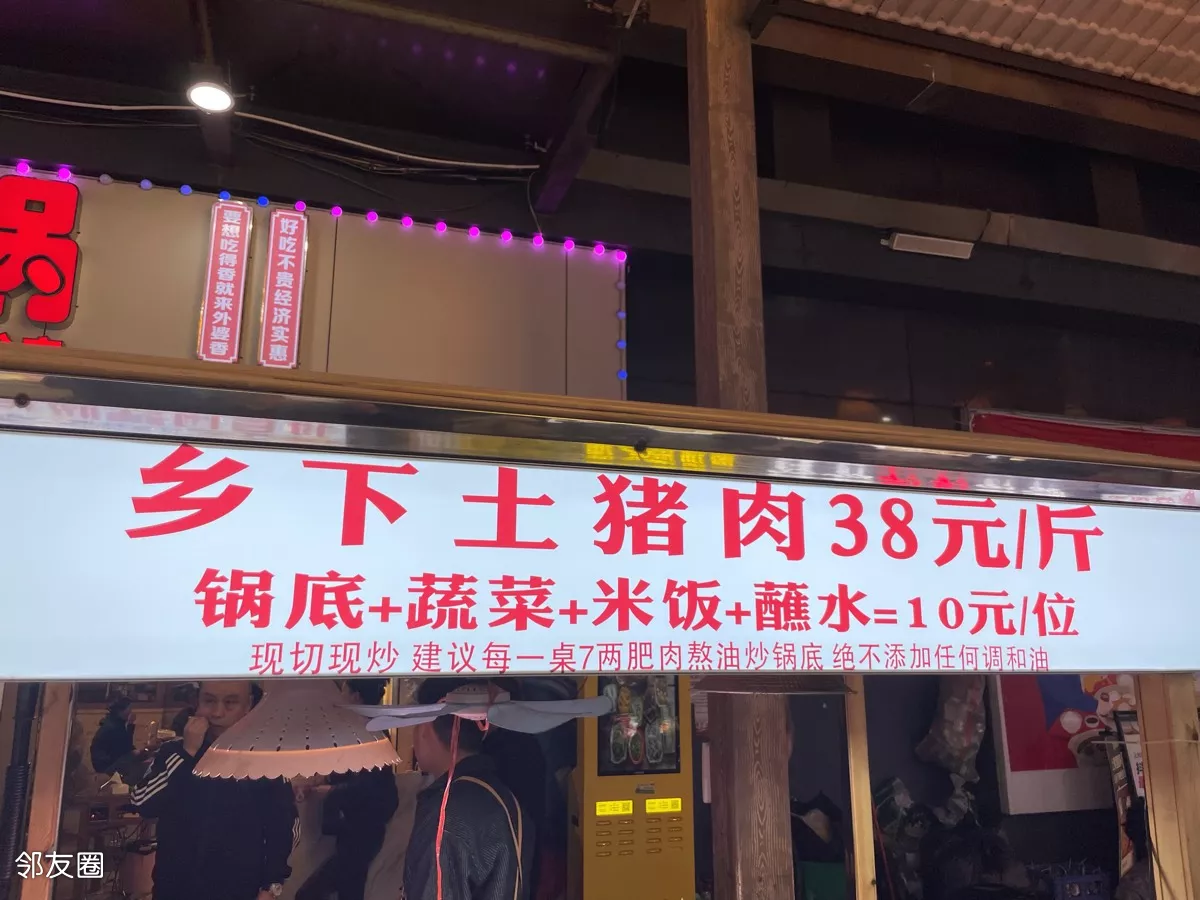 锅
要想吃得香就来外婆香
好吃不贵经济实惠
乡下土猪肉38元/斤
锅底+蔬菜+米饭+蘸水=10元/位
现切现炒 建议每一桌7两肥肉熬油炒锅底 绝不添加任何调和油
邻友圈